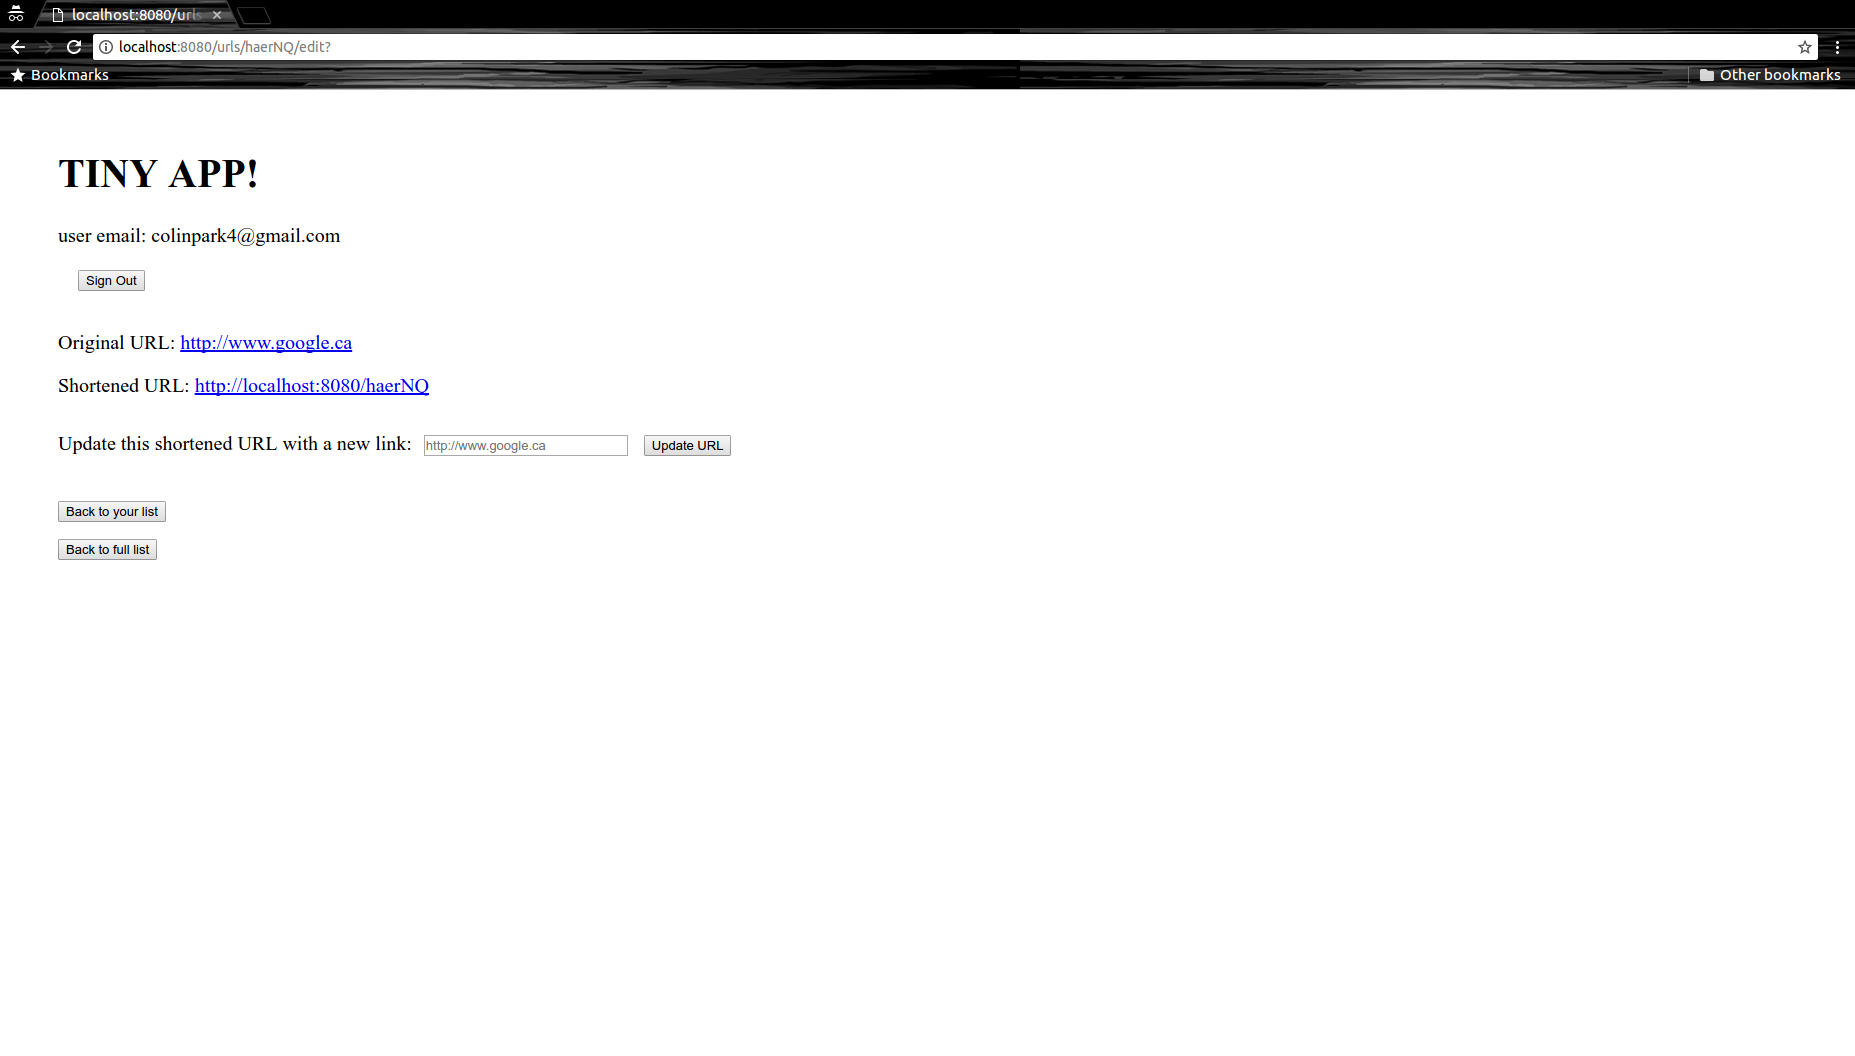 localhost:8080/urls
localhost:8080/urls/haerNQ/edit?
Bookmarks
Other bookmarks
TINY APP!
user email: colinpark4@gmail.com
Sign Out
Original URL: http://www.google.ca
Shortened URL: http://localhost:8080/haerNQ
Update this shortened URL with a new link: http://www.google.ca Update URL
Back to your list
Back to full list